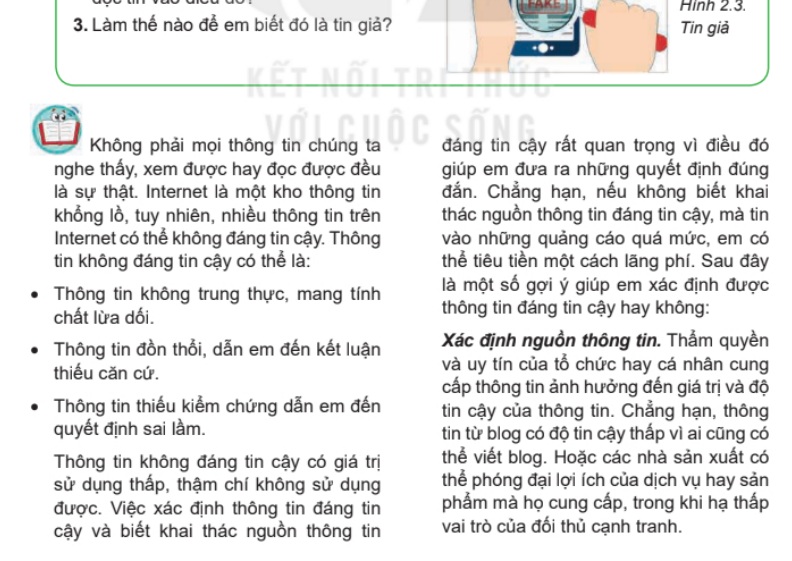 3. Làm thế nào để em biết đó là tin giả?
FAKE
Hình 2.3.
Tin giả
KẾT NỐI TRI THỨC
VỚI CUỘC SỐNG
Không phải mọi thông tin chúng ta
nghe thấy, xem được hay đọc được đều
là sự thật. Internet là một kho thông tin
khổng lồ, tuy nhiên, nhiều thông tin trên
Internet có thể không đáng tin cậy. Thông
tin không đáng tin cậy có thể là:
• Thông tin không trung thực, mang tính
chất lừa dối.
• Thông tin đồn thổi, dẫn em đến kết luận
thiếu căn cứ.
• Thông tin thiếu kiểm chứng dẫn em đến
quyết định sai lầm.
Thông tin không đáng tin cậy có giá trị
sử dụng thấp, thậm chí không sử dụng
được. Việc xác định thông tin đáng tin
cậy và biết khai thác nguồn thông tin
đáng tin cậy rất quan trọng vì điều đó
giúp em đưa ra những quyết định đúng
đắn. Chẳng hạn, nếu không biết khai
thác nguồn thông tin đáng tin cậy, mà tin
vào những quảng cáo quá mức, em có
thể tiêu tiền một cách lãng phí. Sau đây
là một số gợi ý giúp em xác định được
thông tin đáng tin cậy hay không:
Xác định nguồn thông tin. Thẩm quyền
và uy tín của tổ chức hay cá nhân cung
cấp thông tin ảnh hưởng đến giá trị và độ
tin cậy của thông tin. Chẳng hạn, thông
tin từ blog có độ tin cậy thấp vì ai cũng có
thể viết blog. Hoặc các nhà sản xuất có
thể phóng đại lợi ích của dịch vụ hay sản
phẩm mà họ cung cấp, trong khi hạ thấp
vai trò của đối thủ cạnh tranh.